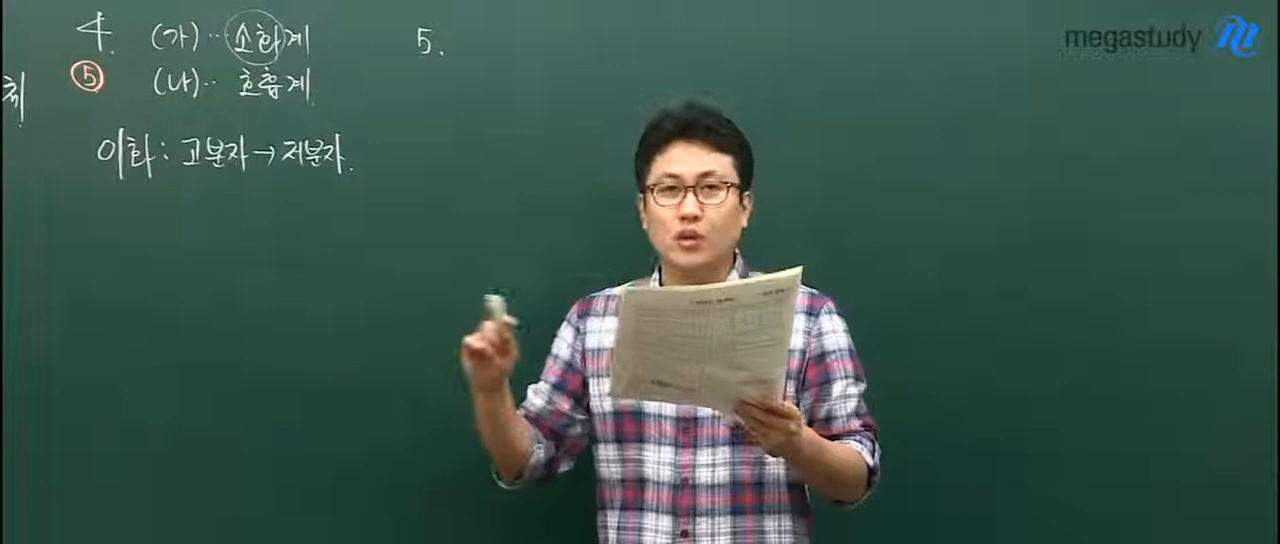 4. (가)·· 소화계
⑤ (나)·· 호흡계
이화: 고분자 → 저분자.
5.
megastudy